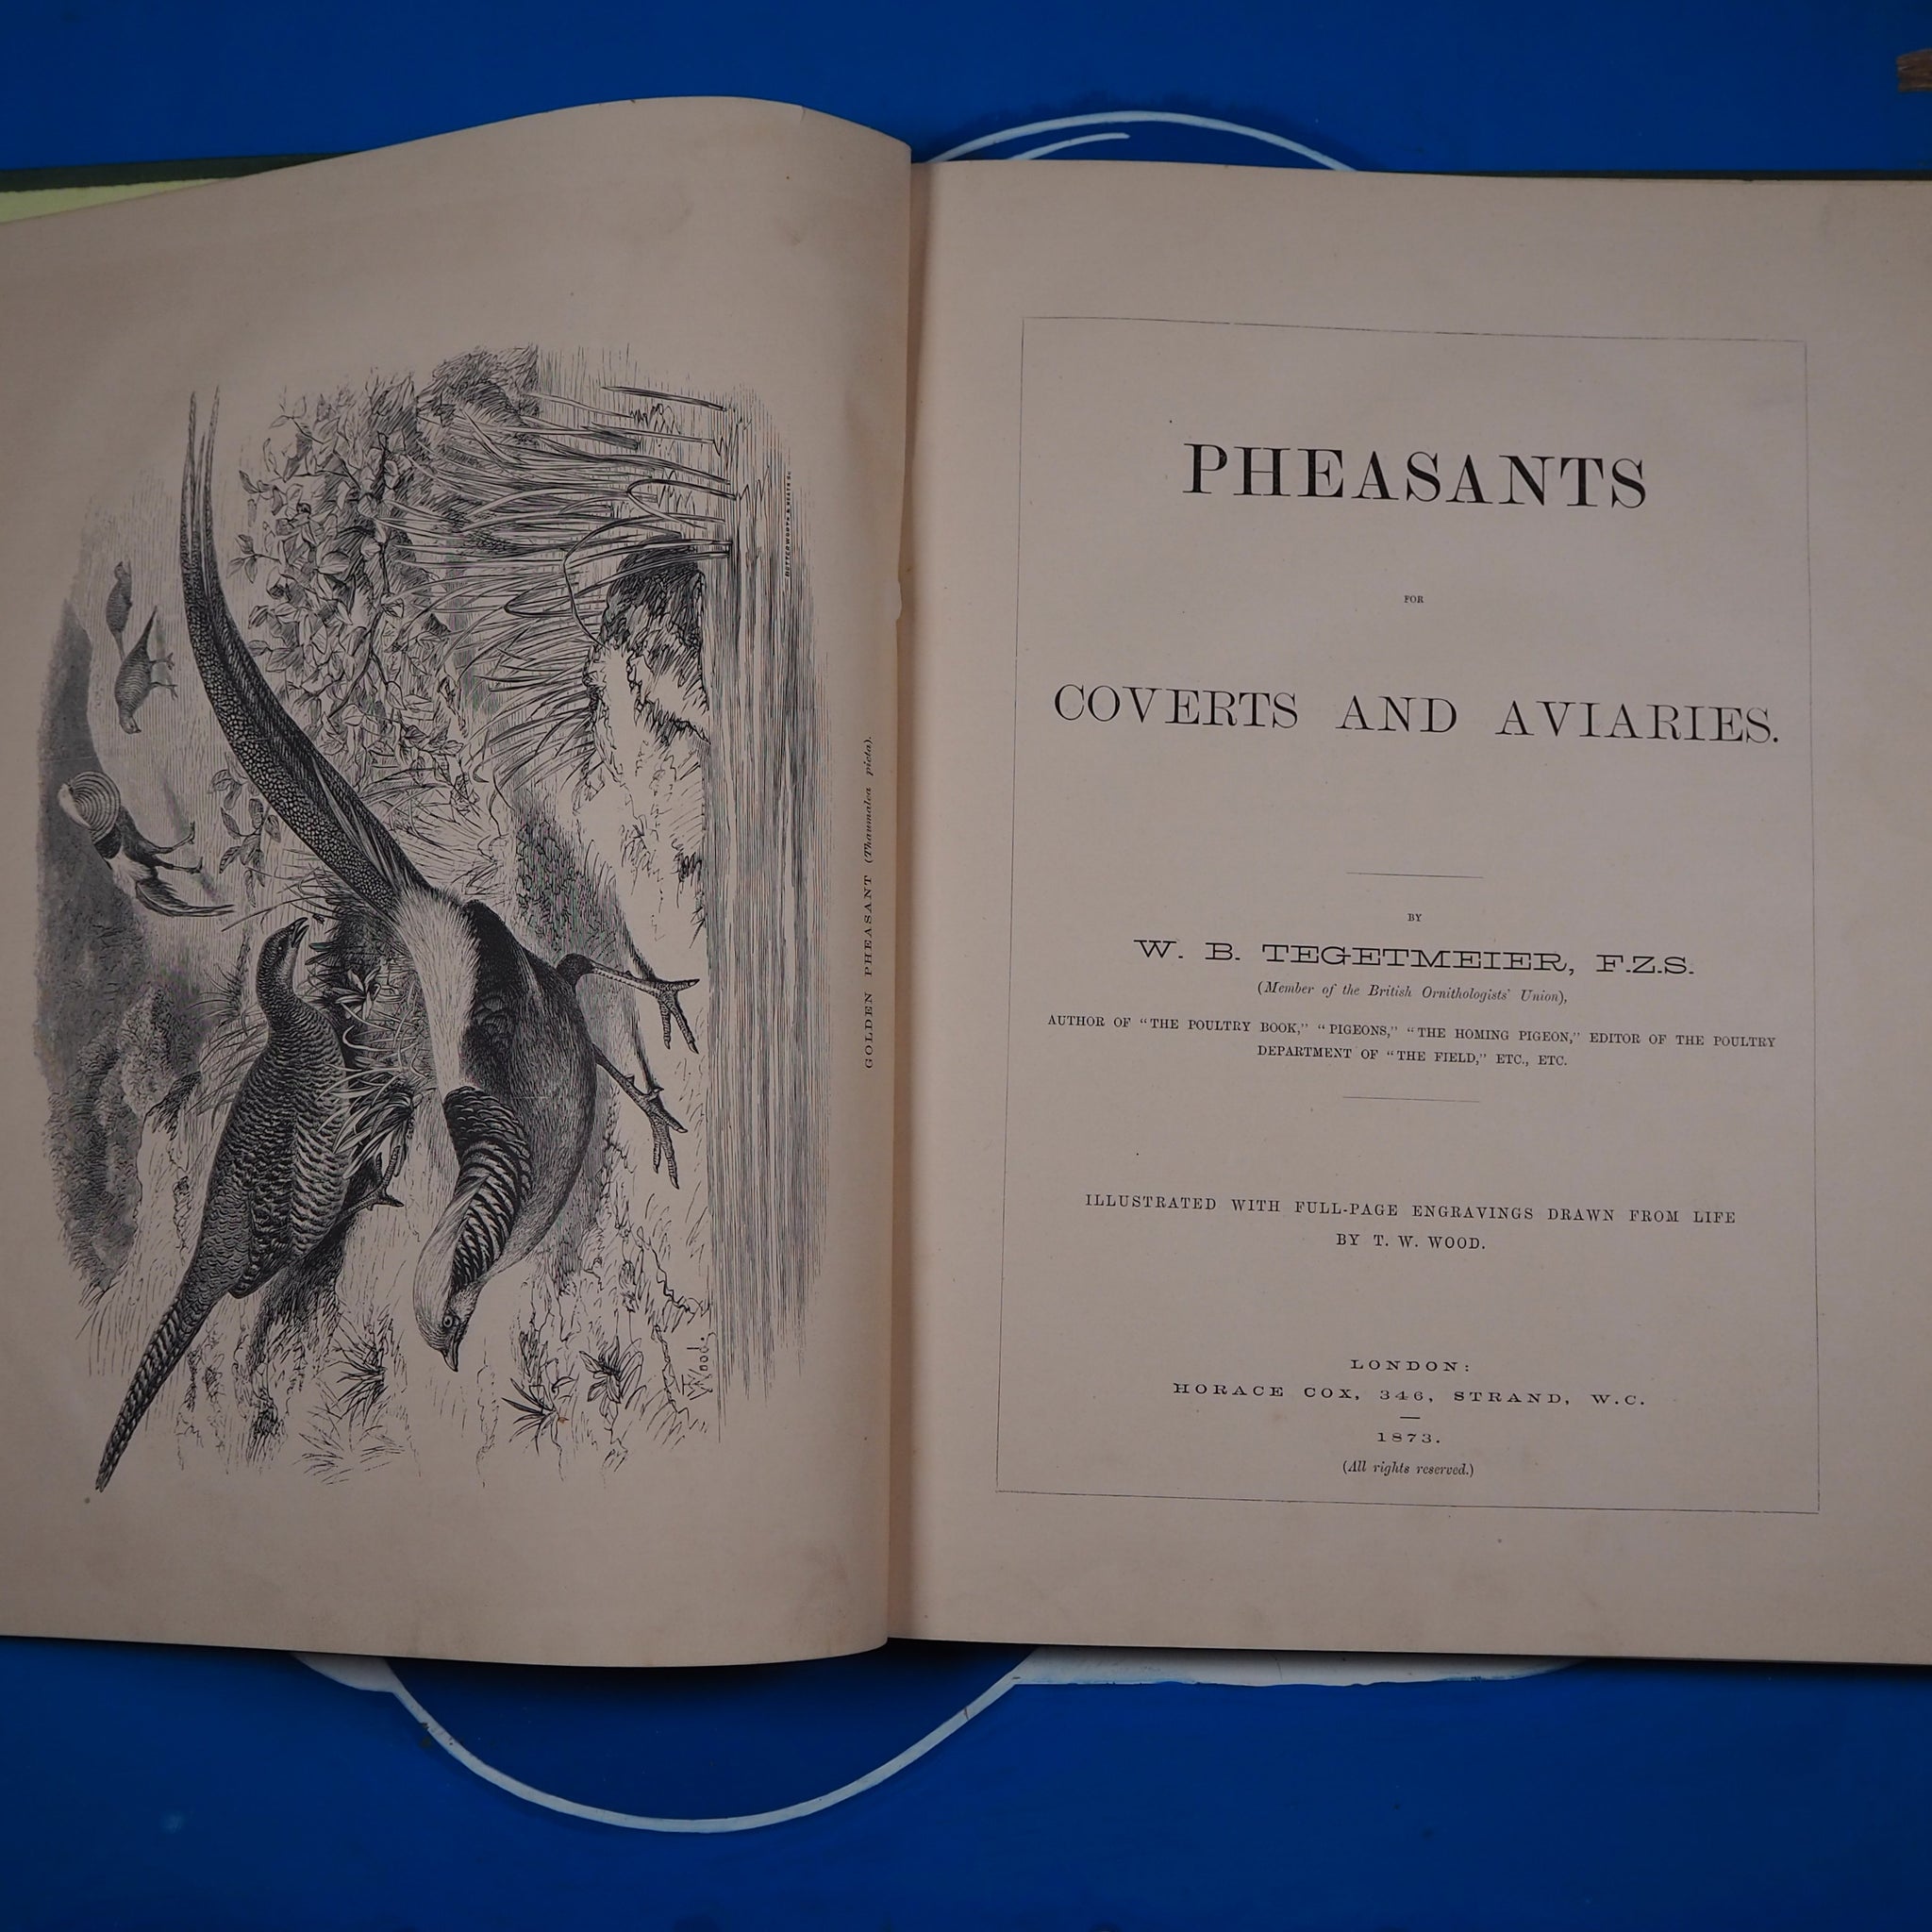 BUTTERWORTH & HEATH
T Wood.
GOLDEN PHEASANT (Thaumalea picta).
PHEASANTS
FOR
COVERTS AND AVIARIES.
BY
W. B. TEGETMEIER, F.Z.S.
(Member of the British Ornithologists' Union),
AUTHOR OF "THE POULTRY BOOK," "PIGEONS," "THE HOMING PIGEON," EDITOR OF THE POULTRY
DEPARTMENT OF "THE FIELD," ETC., ETC.
ILLUSTRATED WITH FULL-PAGE ENGRAVINGS DRAWN FROM LIFE
BY T. W. WOOD.
LONDON:
HORACE COX, 346, STRAND, W.C.
1873.
(All rights reserved.)